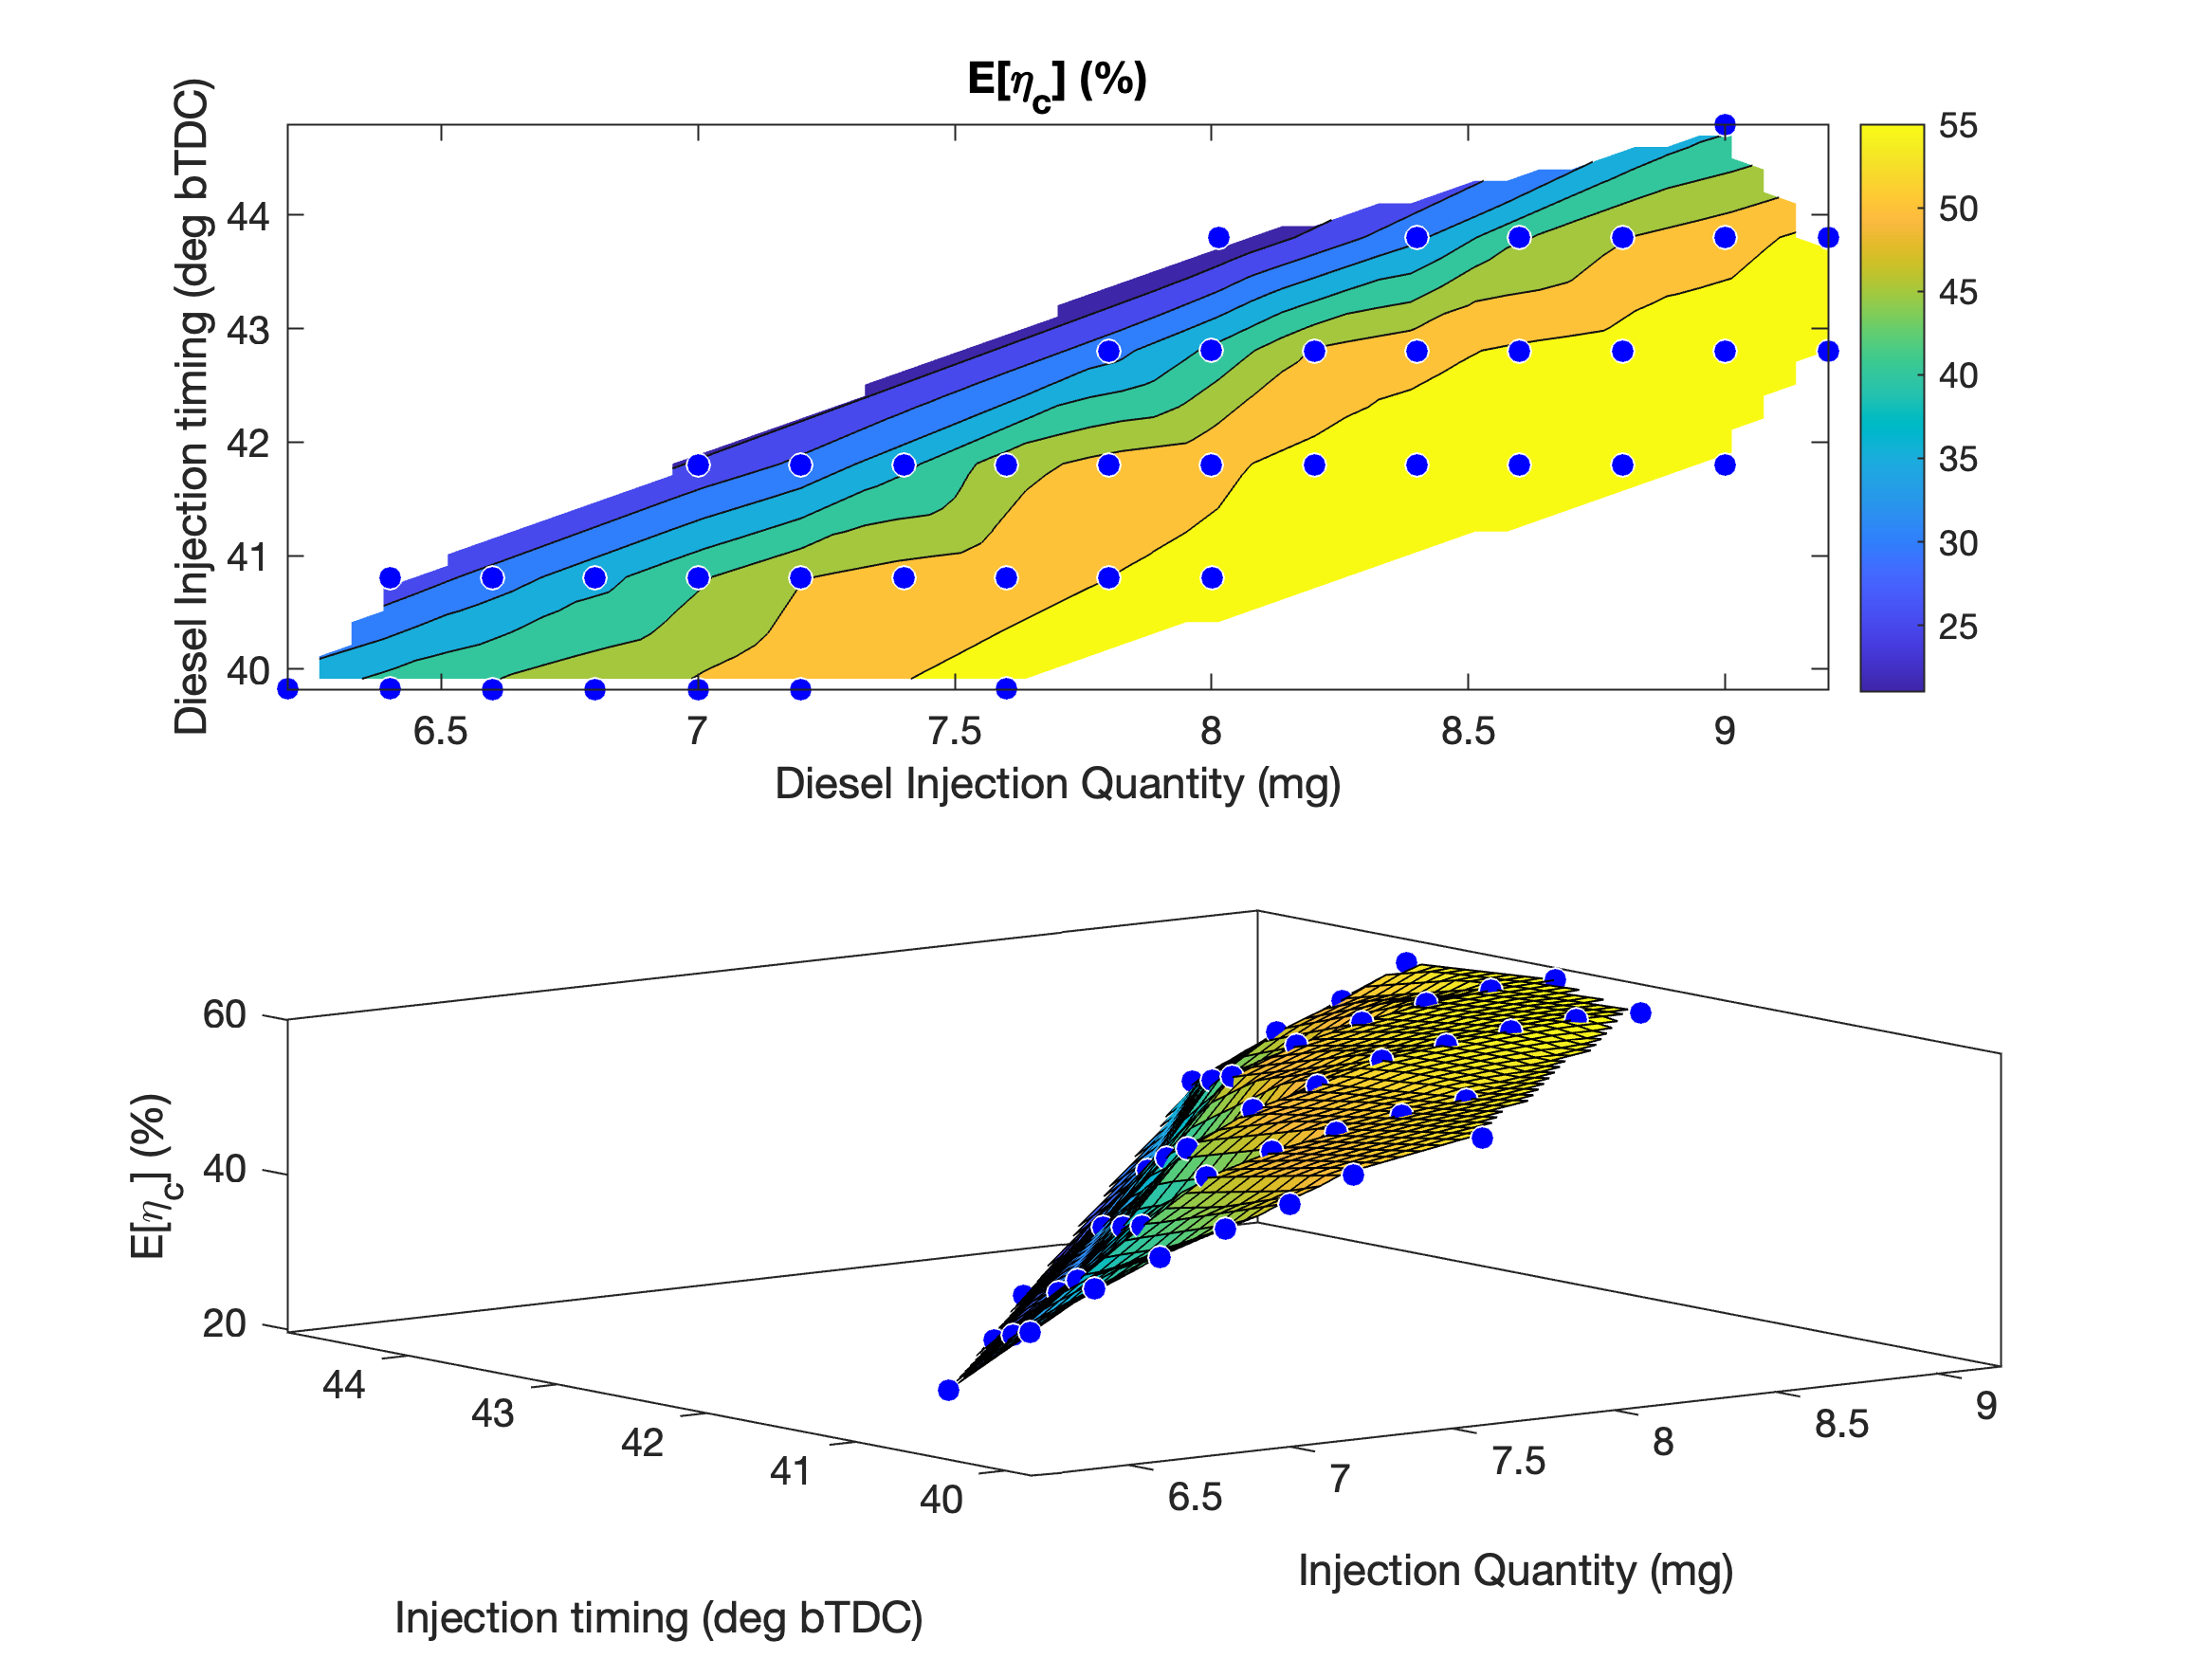 E[η_c] (%)
Diesel Injection timing (deg bTDC)
44
43
42
41
40
6.5 7 7.5 8 8.5 9
Diesel Injection Quantity (mg)
55
50
45
40
35
30
25
E[η_c] (%)
60
40
20
44 43 42 41 40
6.5 7 7.5 8 8.5 9
Injection timing (deg bTDC)
Injection Quantity (mg)